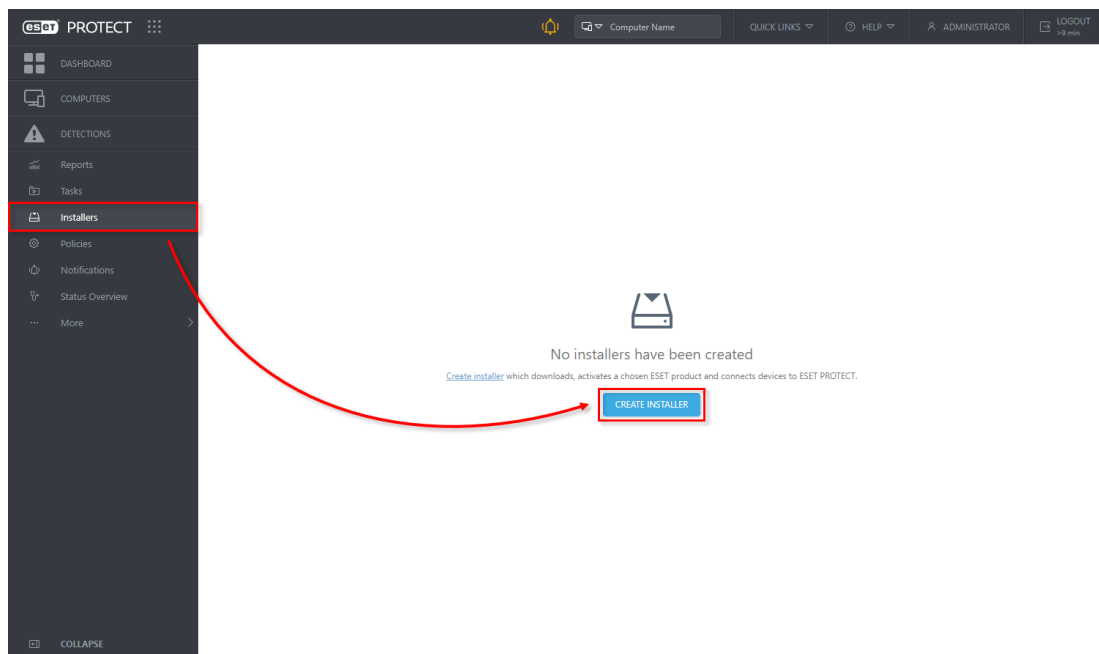 eset PROTECT
Computer Name
QUICK LINKS
HELP
ADMINISTRATOR
LOGOUT
>9 min
DASHBOARD
COMPUTERS
DETECTIONS
Reports
Tasks
Installers
Policies
Notifications
Status Overview
More
No installers have been created
Create installer which downloads, activates a chosen ESET product and connects devices to ESET PROTECT.
CREATE INSTALLER
COLLAPSE